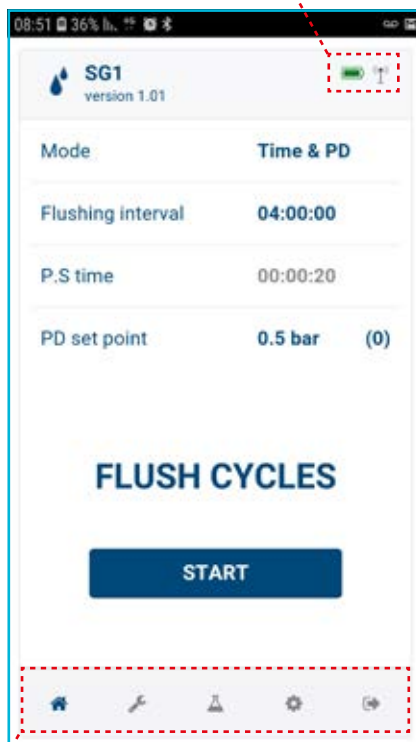 08:51 36%
SG1
version 1.01
Mode Time & PD
Flushing interval 04:00:00
P.S time 00:00:20
PD set point 0.5 bar (0)
FLUSH CYCLES
START